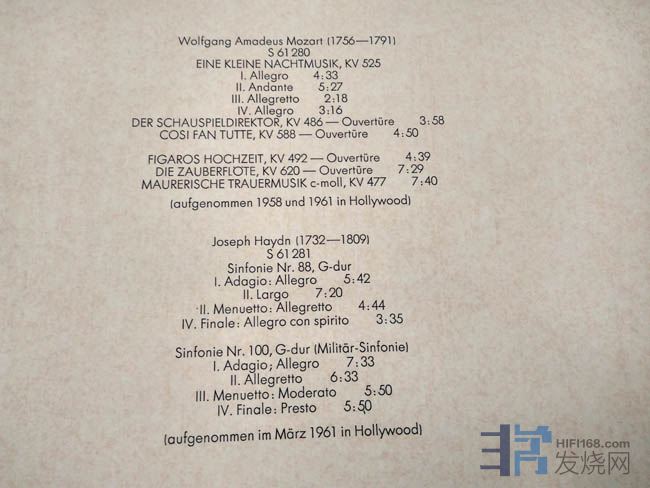 Wolfgang Amadeus Mozart (1756—1791)
S 61 280
EINE KLEINE NACHTMUSIK, KV 525
I. Allegro 4:33
II. Andante 5:27
III. Allegretto 2:18
IV. Allegro 3:16
DER SCHAUSPIELDIREKTOR, KV 486 — Ouvertüre 3:58
COSI FAN TUTTE, KV 588 — Ouvertüre 4:50
FIGAROS HOCHZEIT, KV 492 — Ouvertüre 4:39
DIE ZAUBERFLÖTE, KV 620 — Ouvertüre 7:29
MAURERISCHE TRAUERMUSIK c-moll, KV 477 7:40
(aufgenommen 1958 und 1961 in Hollywood)
Joseph Haydn (1732—1809)
S 61 281
Sinfonie Nr. 88, G-dur
I. Adagio: Allegro 5:42
II. Largo 7:20
II. Menuetto: Allegretto 4:44
IV. Finale: Allegro con spirito 3:35
Sinfonie Nr. 100, G-dur (Militär-Sinfonie)
I. Adagio; Allegro 7:33
II. Allegretto 6:33
III. Menuetto: Moderato 5:50
IV. Finale: Presto 5:50
(aufgenommen im März 1961 in Hollywood)
HIFI168.com
发烧网